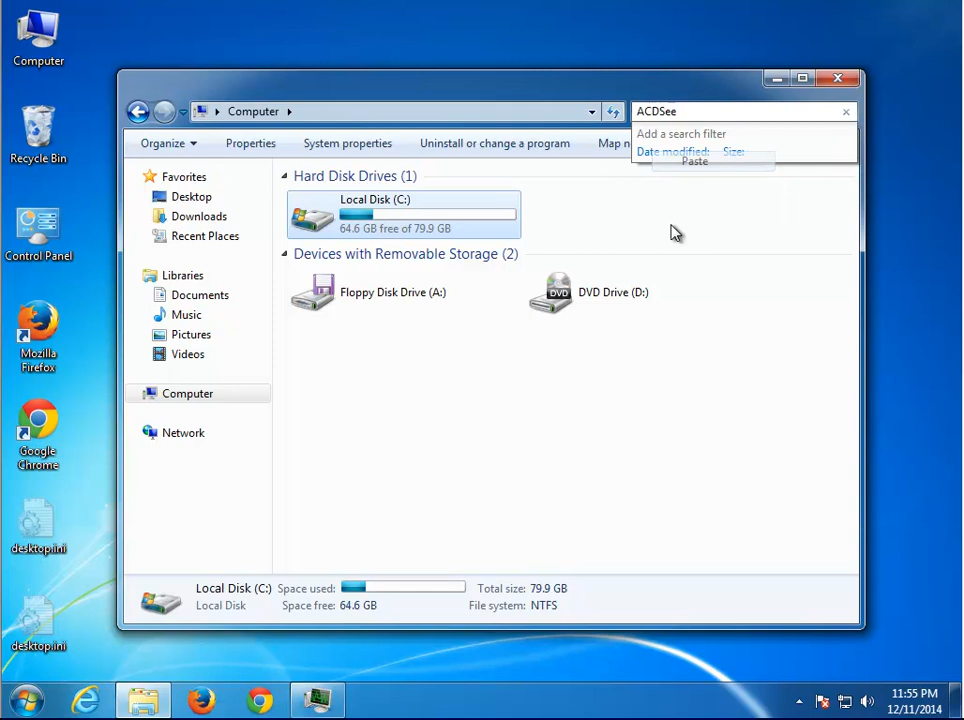 Computer
Recycle Bin
Control Panel
Mozilla
Firefox
Google
Chrome
desktop.ini
desktop.ini
Computer
ACDSee
Add a search filter
Date modified: Size:
Paste
Organize
Properties
System properties
Uninstall or change a program
Map n
Favorites
Desktop
Downloads
Recent Places
Libraries
Documents
Music
Pictures
Videos
Computer
Network
Hard Disk Drives (1)
Local Disk (C:)
64.6 GB free of 79.9 GB
Devices with Removable Storage (2)
Floppy Disk Drive (A:)
DVD
DVD Drive (D:)
Local Disk (C:) Space used: Total size: 79.9 GB
Local Disk Space free: 64.6 GB File system: NTFS
11:55 PM
12/11/2014